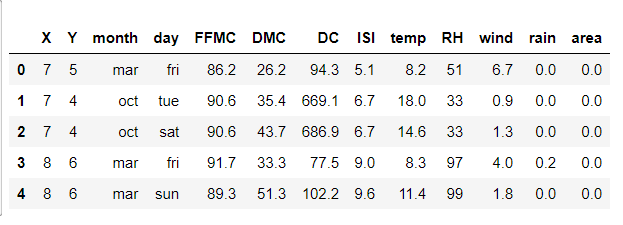 X Y month day FFMC DMC DC ISI temp RH wind rain area
0 7 5 mar fri 86.2 26.2 94.3 5.1 8.2 51 6.7 0.0 0.0
1 7 4 oct tue 90.6 35.4 669.1 6.7 18.0 33 0.9 0.0 0.0
2 7 4 oct sat 90.6 43.7 686.9 6.7 14.6 33 1.3 0.0 0.0
3 8 6 mar fri 91.7 33.3 77.5 9.0 8.3 97 4.0 0.2 0.0
4 8 6 mar sun 89.3 51.3 102.2 9.6 11.4 99 1.8 0.0 0.0